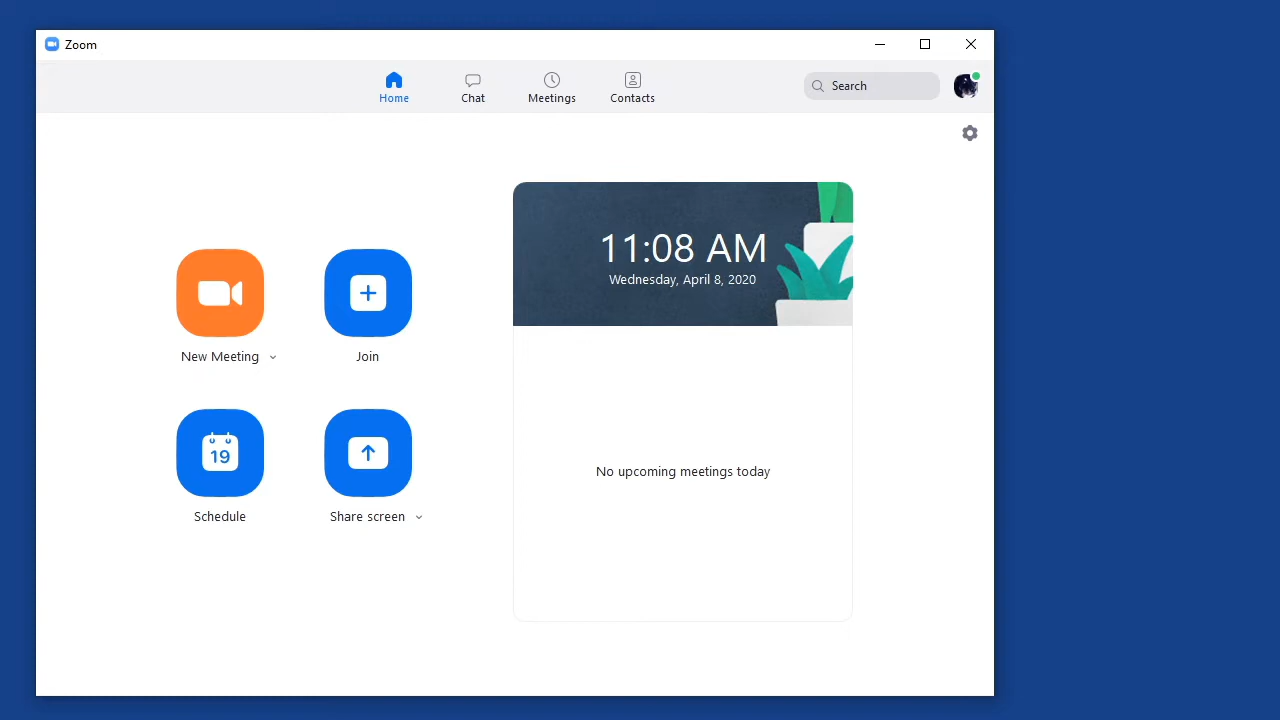 Zoom
Home
Chat
Meetings
Contacts
Search
11:08 AM
Wednesday, April 8, 2020
New Meeting
Join
19
Schedule
Share screen
No upcoming meetings today